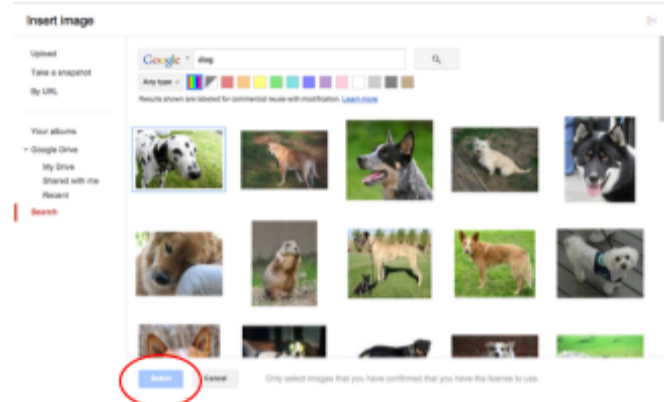 Insert image
Upload
Take a snapshot
By URL
Your albums
Google Drive
My Drive
Shared with me
Recent
Search
Google dog
Any type
Results shown are labeled for commercial reuse with modification. Learn more
Select Cancel Only select images that you have confirmed that you have the license to use.